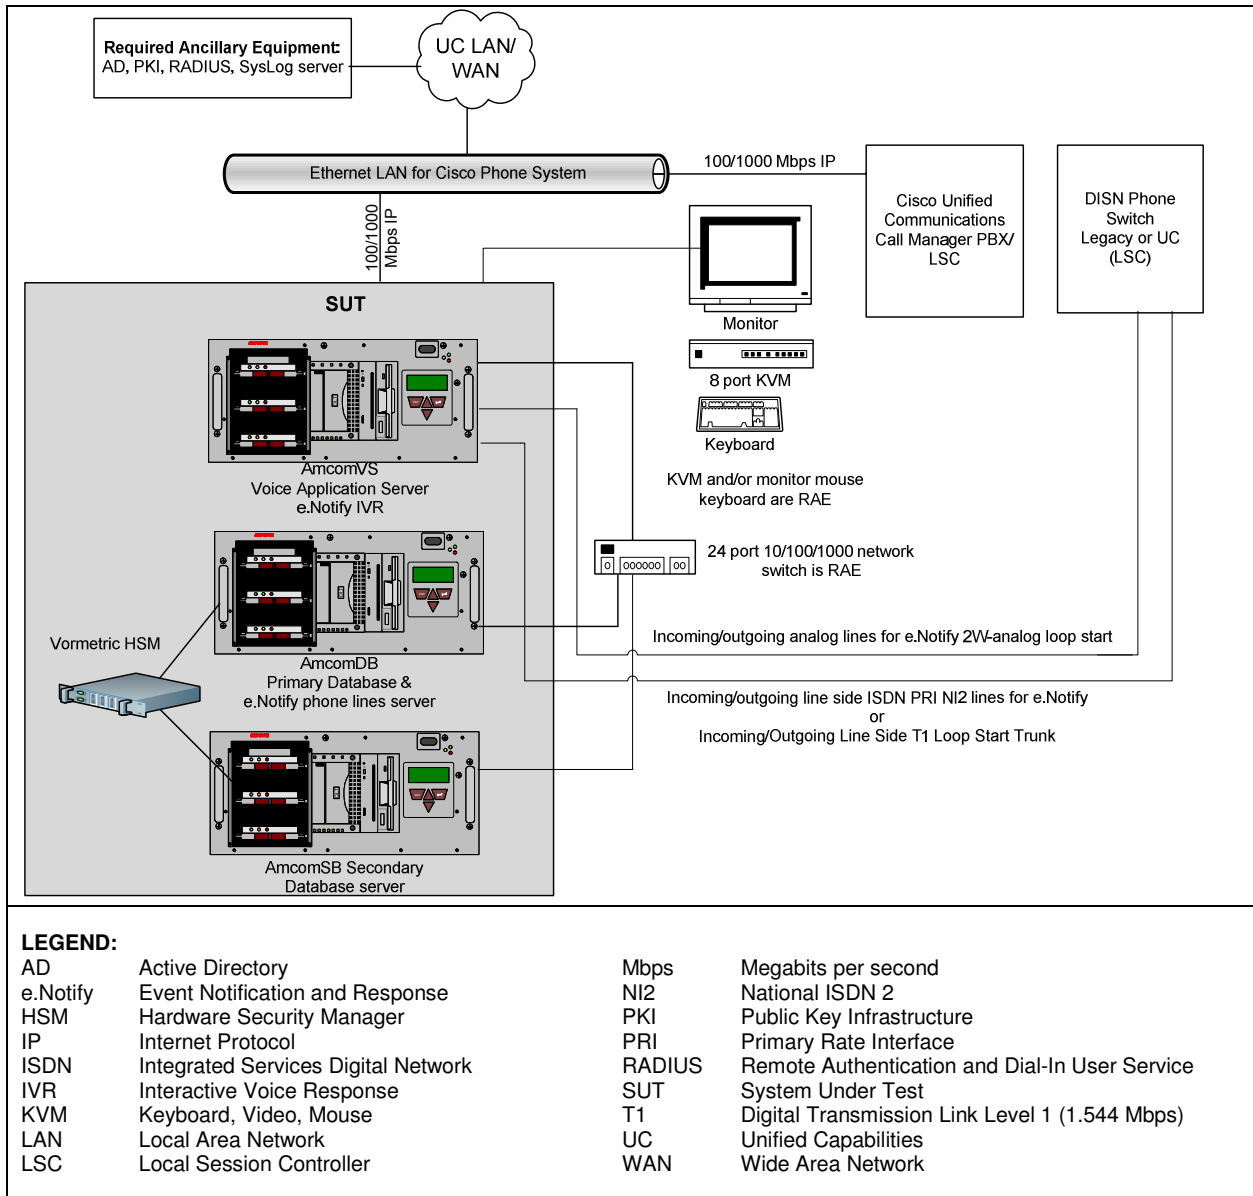 Required Ancillary Equipment:
AD, PKI, RADIUS, SysLog server
UC LAN/
WAN
Ethernet LAN for Cisco Phone System
100/1000 Mbps IP
100/1000
Mbps IP
Cisco Unified
Communications
Call Manager PBX/
LSC
DISN Phone
Switch
Legacy or UC
(LSC)
SUT
Monitor
8 port KVM
Keyboard
KVM and/or monitor mouse
keyboard are RAE
AmcomVS
Voice Application Server
e.Notify IVR
24 port 10/100/1000 network
switch is RAE
0 000000 00
Incoming/outgoing analog lines for e.Notify 2W-analog loop start
Vormetric HSM
AmcomDB
Primary Database &
e.Notify phone lines server
Incoming/outgoing line side ISDN PRI NI2 lines for e.Notify
or
Incoming/Outgoing Line Side T1 Loop Start Trunk
AmcomSB Secondary
Database server
LEGEND:
AD Active Directory
e.Notify Event Notification and Response
HSM Hardware Security Manager
IP Internet Protocol
ISDN Integrated Services Digital Network
IVR Interactive Voice Response
KVM Keyboard, Video, Mouse
LAN Local Area Network
LSC Local Session Controller
Mbps Megabits per second
NI2 National ISDN 2
PKI Public Key Infrastructure
PRI Primary Rate Interface
RADIUS Remote Authentication and Dial-In User Service
SUT System Under Test
T1 Digital Transmission Link Level 1 (1.544 Mbps)
UC Unified Capabilities
WAN Wide Area Network